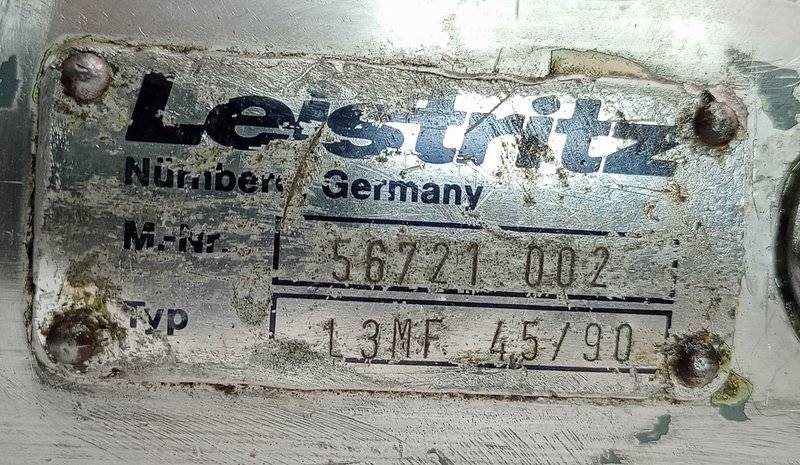 Leistritz
Nürnberg, Germany
M.-Nr. 56721 002
Typ L3MF 45/90